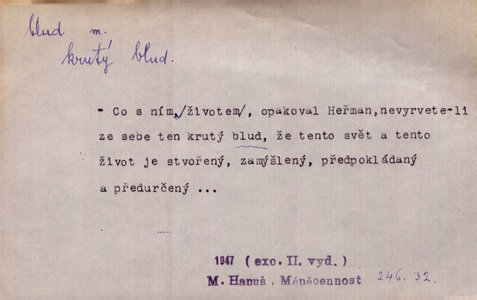 blud m.
krutý blud.
- Co s ním,/životem/, opakoval Heřman,nevyrvete-li
ze sebe ten krutý blud, že tento svět a tento
život je stvořený, zamýšlený, předpokládaný
a předurčený ...
1947 ( exc. II. vyd. )
M. Hanuš . Méněcennost 246. 32.